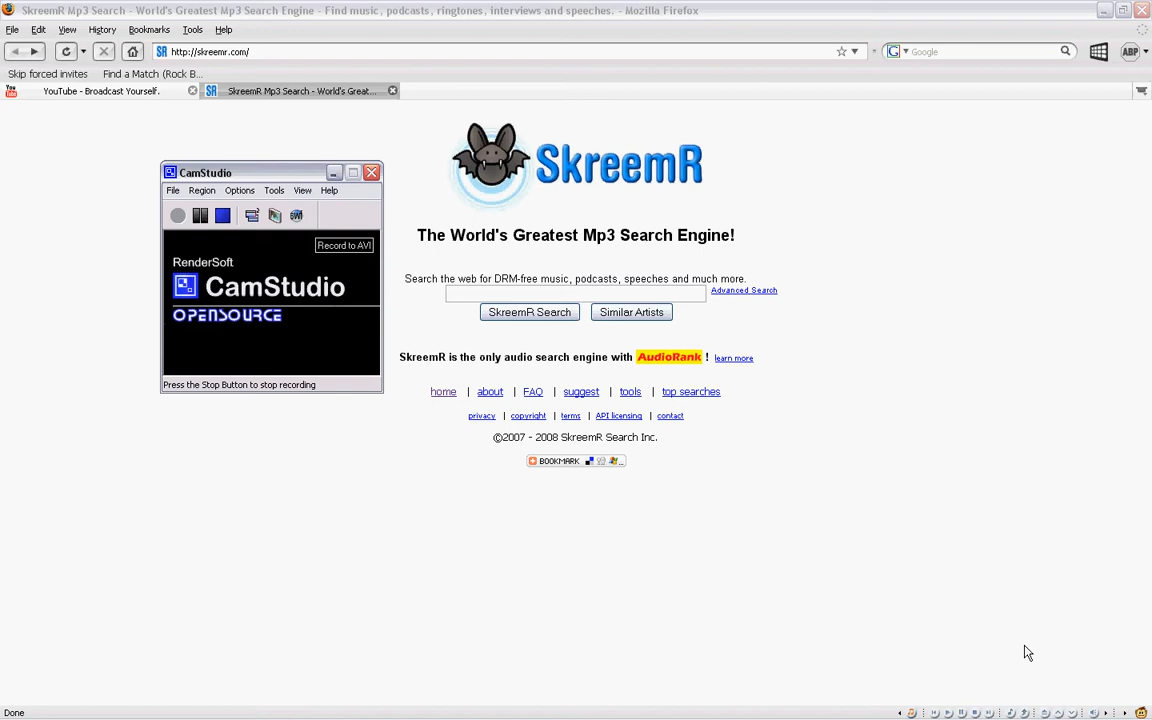 SkreemR Mp3 Search - World's Greatest Mp3 Search Engine - Find music, podcasts, ringtones, interviews and speeches. - Mozilla Firefox
File Edit View History Bookmarks Tools Help
SR http://skreemr.com/
Google
ABP
Skip forced invites Find a Match (Rock B...
You Tube YouTube - Broadcast Yourself. SR SkreemR Mp3 Search - World's Great...
SkreemR
CamStudio
File Region Options Tools View Help
Record to AVI
RenderSoft
CamStudio
OPENSOURCE
Press the Stop Button to stop recording
The World's Greatest Mp3 Search Engine!
Search the web for DRM-free music, podcasts, speeches and much more.
Advanced Search
SkreemR Search Similar Artists
SkreemR is the only audio search engine with AudioRank ! learn more
home | about | FAQ | suggest | tools | top searches
privacy | copyright | terms | API licensing | contact
©2007 - 2008 SkreemR Search Inc.
BOOKMARK
Done